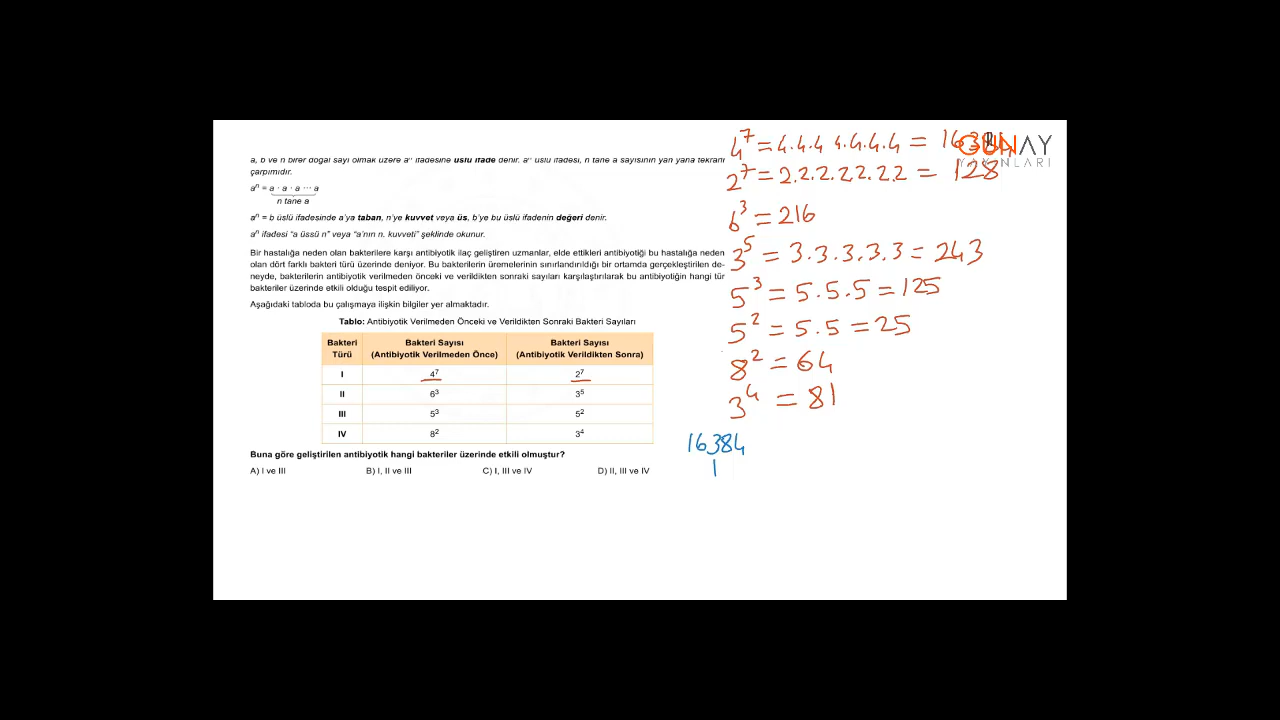 a, b ve n birer doğal sayı olmak üzere aⁿ ifadesine üslü ifade denir. aⁿ üslü ifadesi, n tane a sayısının yan yana tekrarlı
çarpımıdır.
aⁿ = a · a · a ··· a
n tane a
aⁿ = b üslü ifadesinde a'ya taban, n'ye kuvvet veya üs, b'ye bu üslü ifadenin değeri denir.
aⁿ ifadesi "a üssü n" veya "a'nın n. kuvveti" şeklinde okunur.
Bir hastalığa neden olan bakterilere karşı antibiyotik ilaç geliştiren uzmanlar, elde ettikleri antibiyotiği bu hastalığa neden
olan dört farklı bakteri türü üzerinde deniyor. Bu bakterilerin üremelerinin sınırlandırıldığı bir ortamda gerçekleştirilen de-
neyde, bakterilerin antibiyotik verilmeden önceki ve verildikten sonraki sayıları karşılaştırılarak bu antibiyotiğin hangi tür
bakteriler üzerinde etkili olduğu tespit ediliyor.
Aşağıdaki tabloda bu çalışmaya ilişkin bilgiler yer almaktadır.
Tablo: Antibiyotik Verilmeden Önceki ve Verildikten Sonraki Bakteri Sayıları
Bakteri Türü | Bakteri Sayısı (Antibiyotik Verilmeden Önce) | Bakteri Sayısı (Antibiyotik Verildikten Sonra)
I | 4⁷ | 2⁷
II | 6³ | 3⁵
III | 5³ | 5²
IV | 8² | 3⁴
Buna göre geliştirilen antibiyotik hangi bakteriler üzerinde etkili olmuştur?
A) I ve III B) I, II ve III C) I, III ve IV D) II, III ve IV
4⁷ = 4.4.4 4.4.4.4 = 16384
GÜNAY
YAYINLARI
2⁷ = 2.2.2.2.2.2.2 = 128
6³ = 216
3⁵ = 3.3.3.3.3 = 243
5³ = 5.5.5 = 125
5² = 5.5 = 25
8² = 64
3⁴ = 81
16384